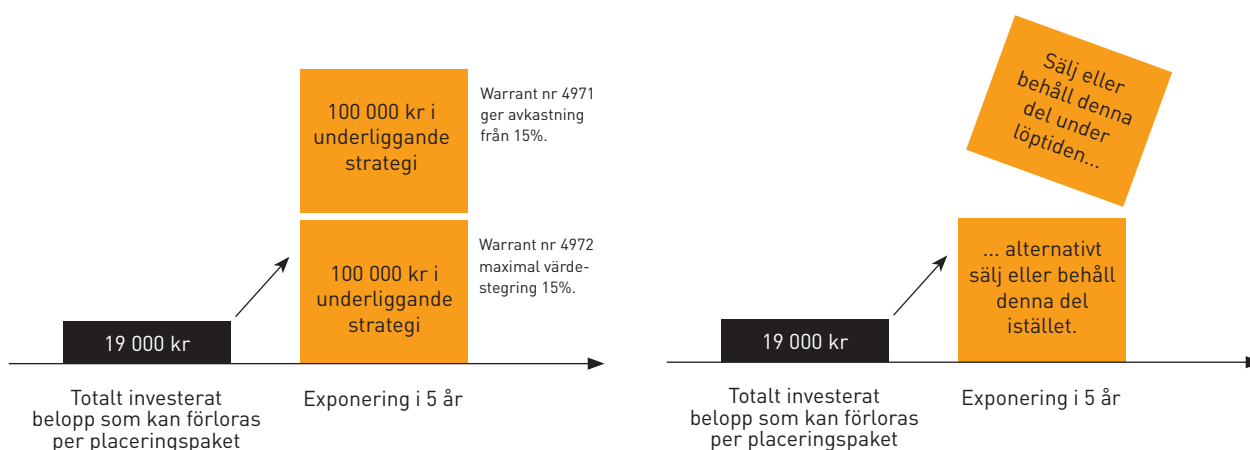 100 000 kr i
underliggande
strategi
Warrant nr 4971
ger avkastning
från 15%.
100 000 kr i
underliggande
strategi
Warrant nr 4972
maximal värde-
stegring 15%.
19 000 kr
Totalt investerat
belopp som kan förloras
per placeringspaket
Exponering i 5 år
Sälj eller
behåll denna
del under
löptiden...
... alternativt
sälj eller behåll
denna del
istället.
19 000 kr
Totalt investerat
belopp som kan förloras
per placeringspaket
Exponering i 5 år